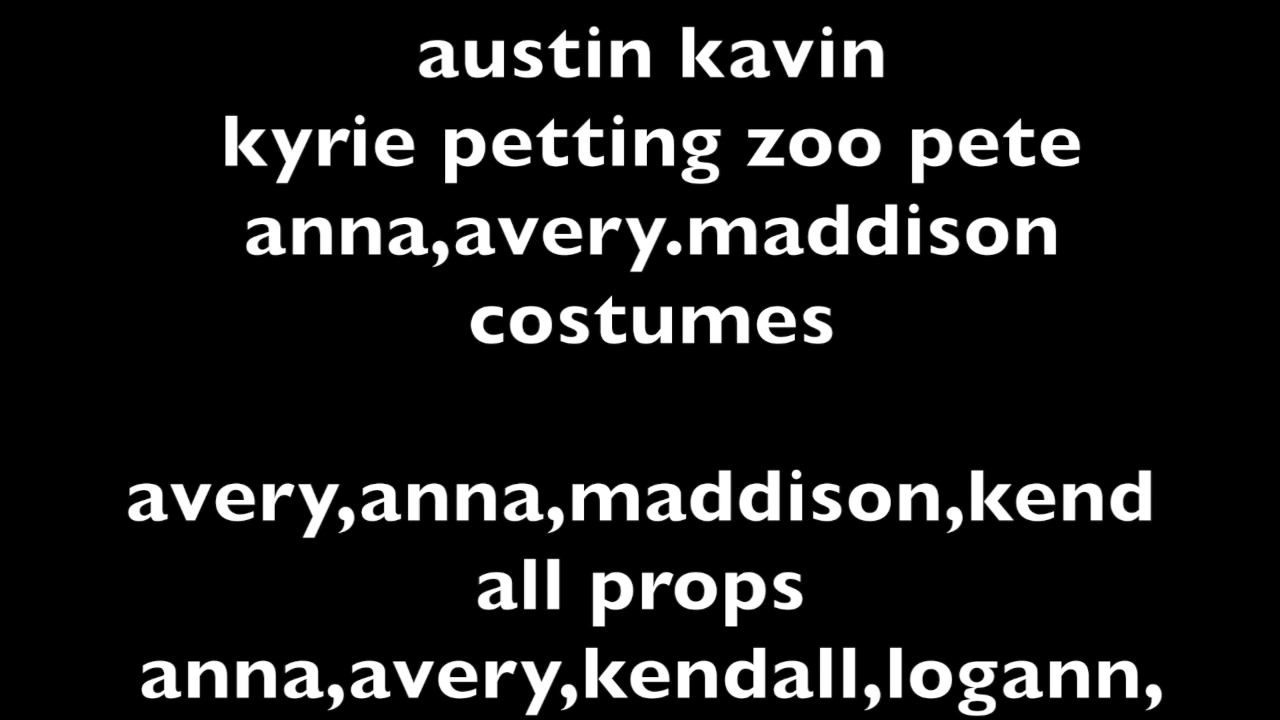 austin kavin
kyrie petting zoo pete
anna,avery.maddison
costumes
avery,anna,maddison,kend
all props
anna,avery,kendall,logann,